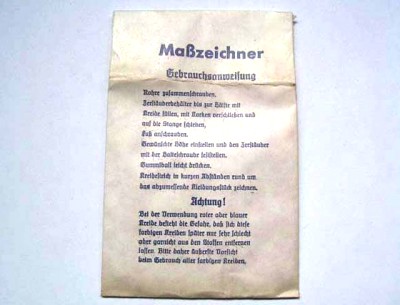 Maßzeichner
Gebrauchsanweisung
Rohre zusammenschrauben.
Zerstäuberbehälter bis zur Hälfte mit
Kreide füllen, mit Korken verschließen und
auf die Stange schieben,
Fuß anschrauben.
Gewünschte Höhe einstellen und den Zerstäuber
mit der Halteschraube feststellen.
Gummiball leicht drücken.
Kreidestrich in kurzen Abständen rund um
das abzumessende Kleidungsstück zeichnen.
Achtung!
Bei der Verwendung roter oder blauer
Kreide besteht die Gefahr, daß sich diese
farbigen Kreiden später nur sehr schlecht
oder garnicht aus den Stoffen entfernen
lassen. Bitte daher äußerste Vorsicht
beim Gebrauch aller farbigen Kreiden.